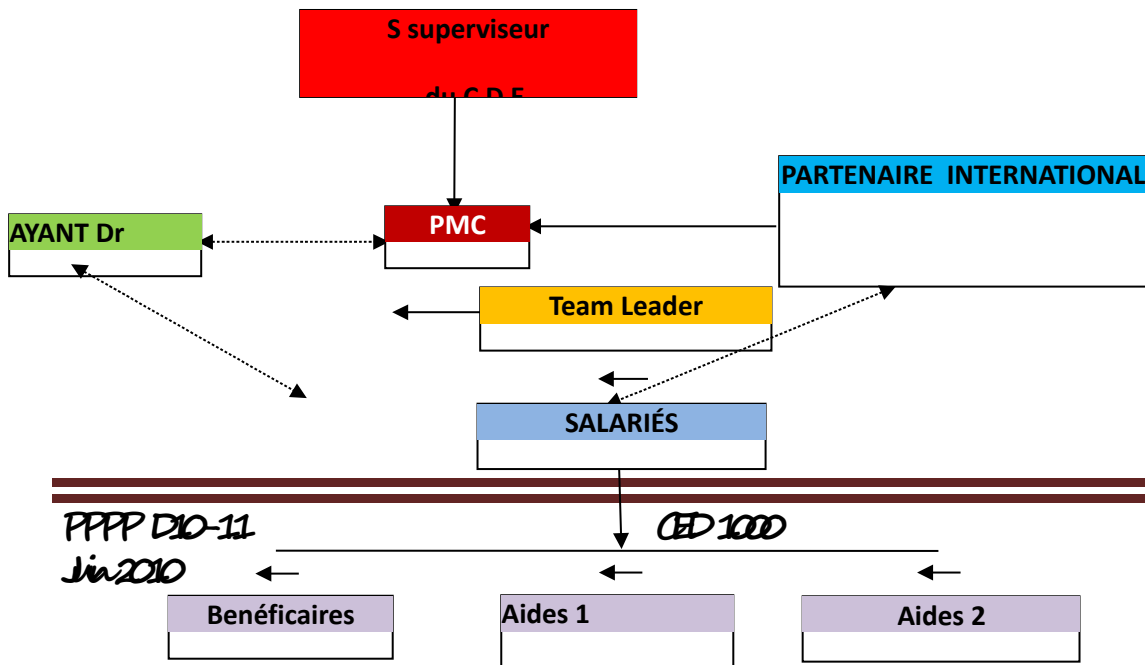 S superviseur
du C D E
PARTENAIRE INTERNATIONAL
AYANT Dr
PMC
Team Leader
SALARIÉS
PPPP D10-11
CED 1000
2010
Benéficaires
Aides 1
Aides 2